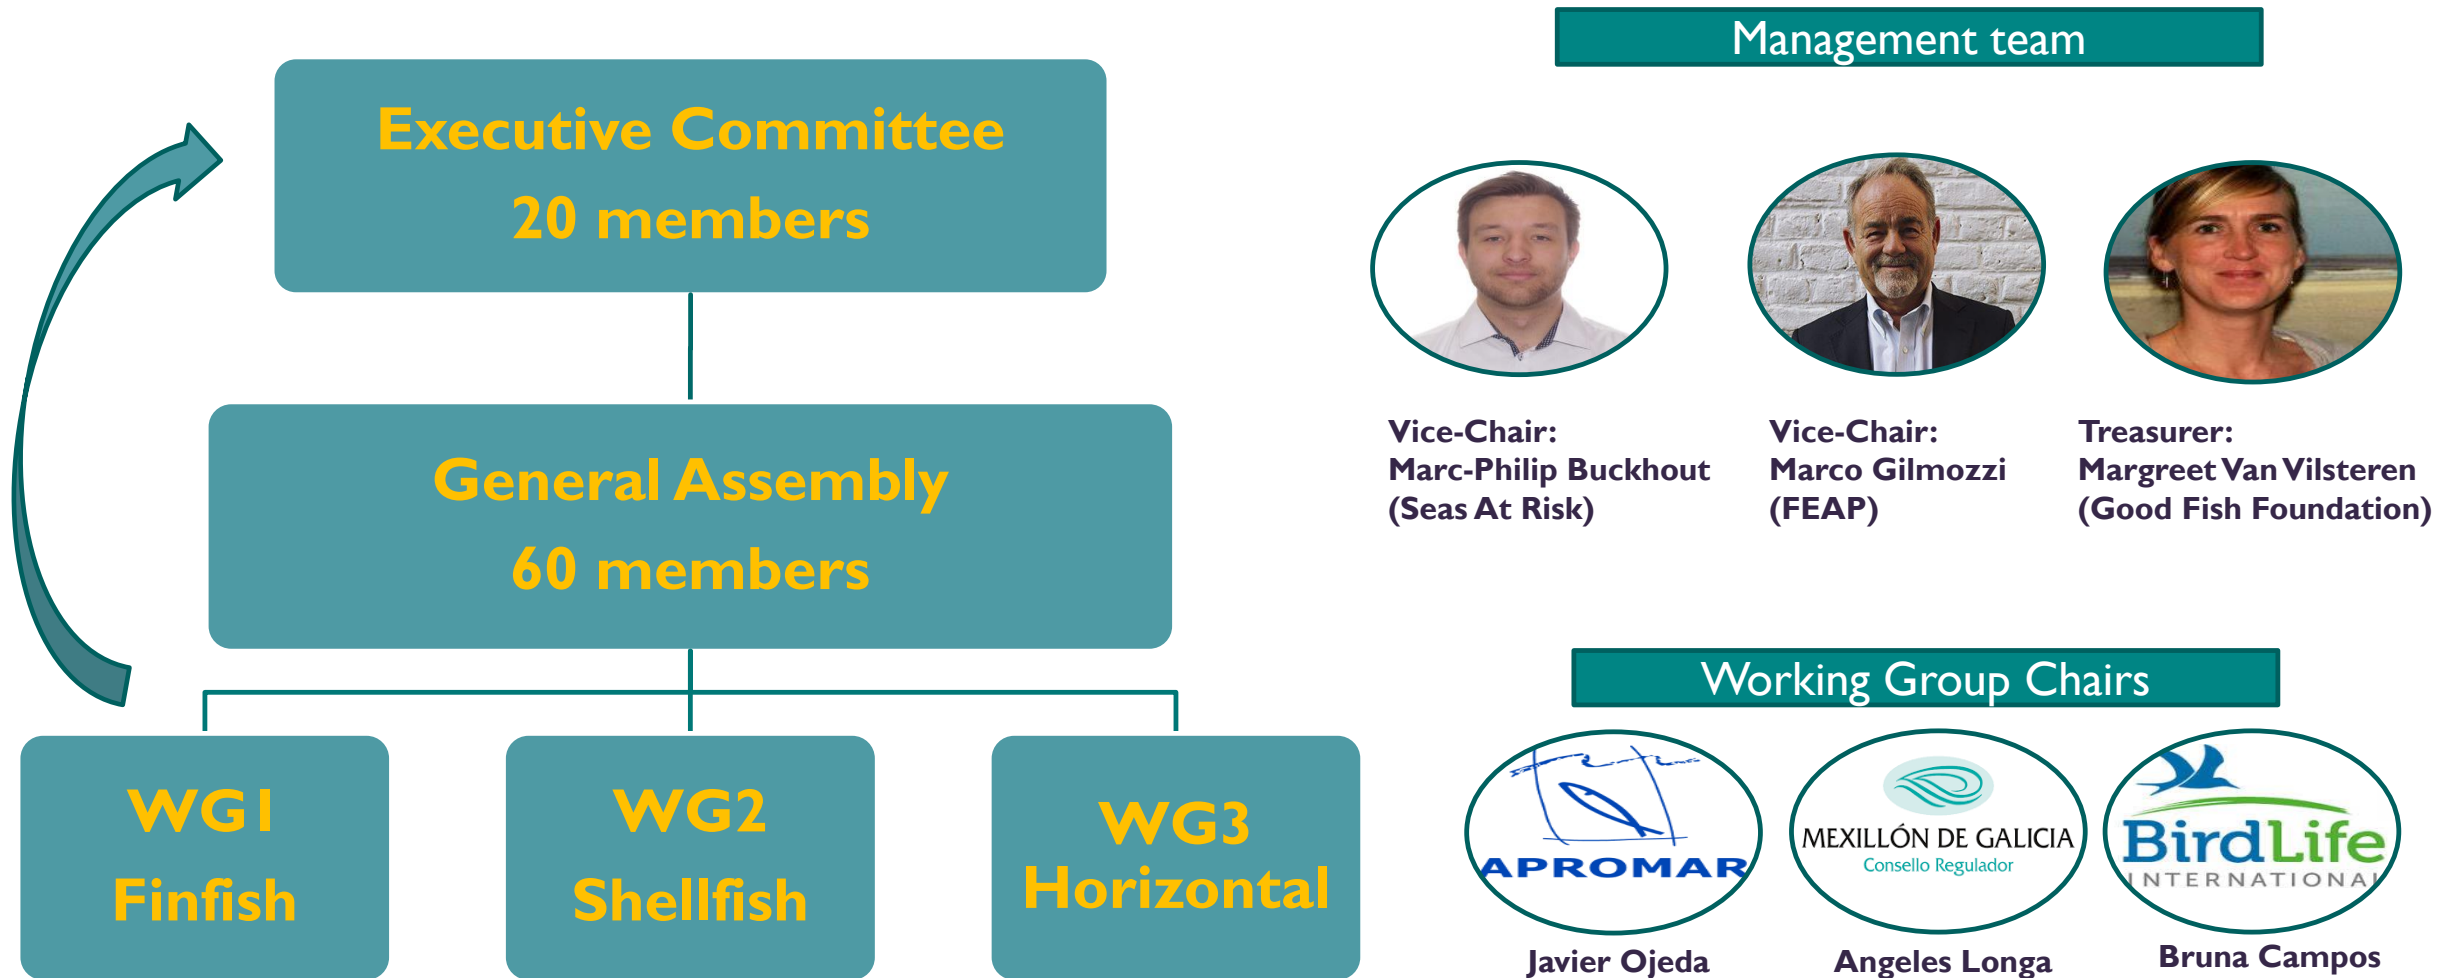 Executive Committee
20 members
General Assembly
60 members
WG1
Finfish
WG2
Shellfish
WG3
Horizontal
Management team
Vice-Chair:
Marc-Philip Buckhout
(Seas At Risk)
Vice-Chair:
Marco Gilmozzi
(FEAP)
Treasurer:
Margreet Van Vilsteren
(Good Fish Foundation)
Working Group Chairs
APROMAR
MEXILLÓN DE GALICIA
Consello Regulador
BirdLife
INTERNATIONAL
Javier Ojeda
Angeles Longa
Bruna Campos